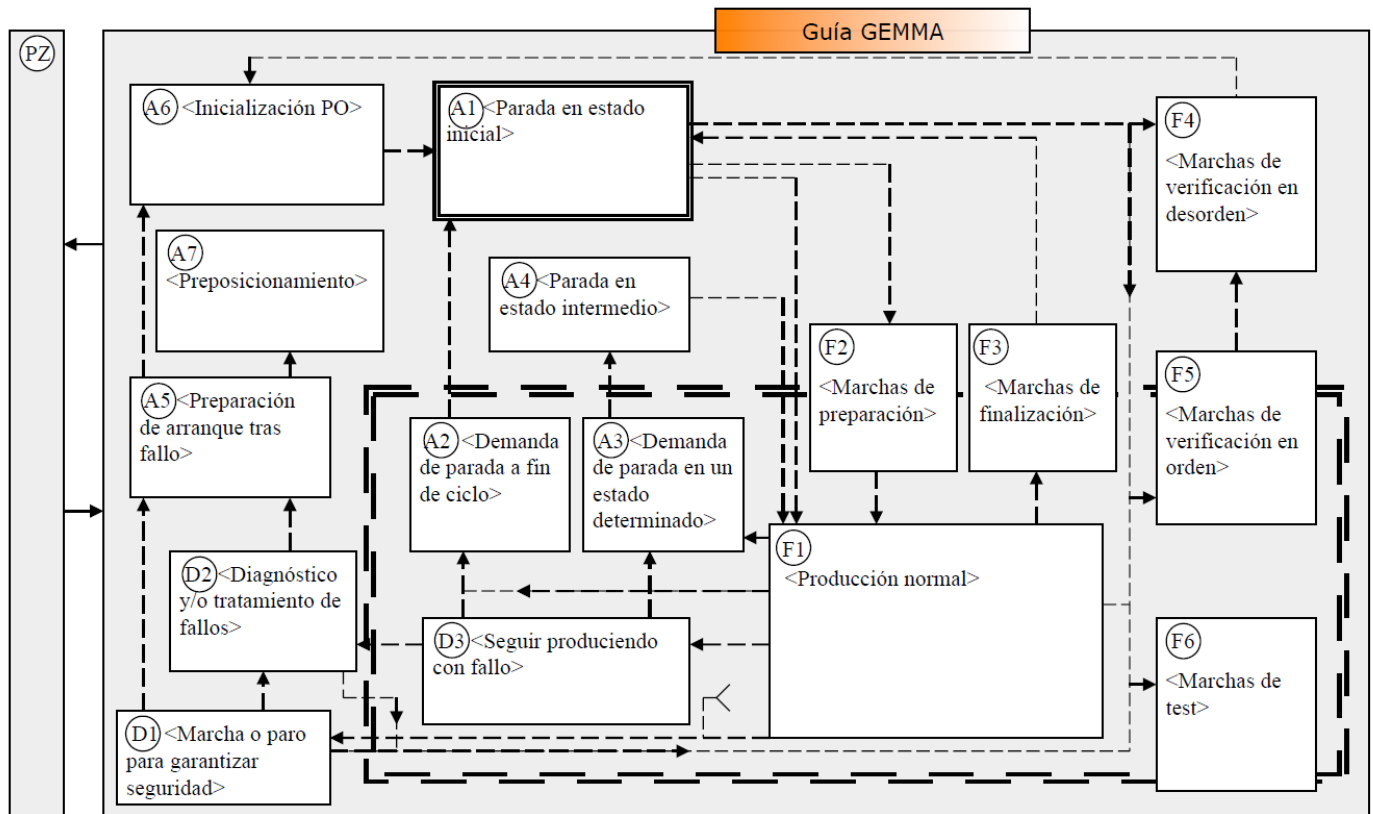 Guía GEMMA
PZ
A6 <Inicialización PO>
A1 <Parada en estado
inicial>
F4
<Marchas de
verificación en
desorden>
A7
<Preposicionamiento>
A4 <Parada en
estado intermedio>
F2
<Marchas de
preparación>
F3
<Marchas de
finalización>
F5
<Marchas de
verificación en
orden>
A5 <Preparación
de arranque tras
fallo>
A2 <Demanda
de parada a fin
de ciclo>
A3 <Demanda
de parada en un
estado
determinado>
F1
<Producción normal>
D2 <Diagnóstico
y/o tratamiento de
fallos>
D3 <Seguir produciendo
con fallo>
F6
<Marchas de
test>
D1 <Marcha o paro
para garantizar
seguridad>